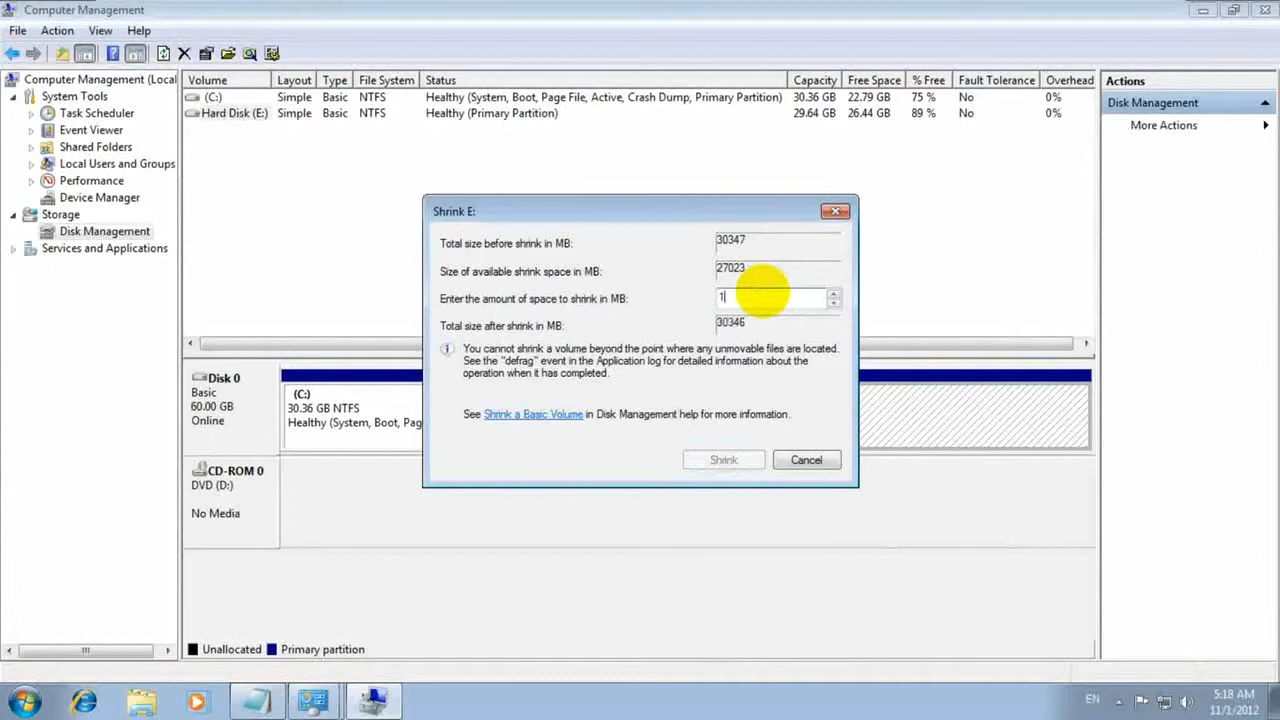 Computer Management
File Action View Help
Computer Management (Local
System Tools
Task Scheduler
Event Viewer
Shared Folders
Local Users and Groups
Performance
Device Manager
Storage
Disk Management
Services and Applications
Volume Layout Type File System Status Capacity Free Space % Free Fault Tolerance Overhead
(C:) Simple Basic NTFS Healthy (System, Boot, Page File, Active, Crash Dump, Primary Partition) 30.36 GB 22.79 GB 75 % No 0%
Hard Disk (E:) Simple Basic NTFS Healthy (Primary Partition) 29.64 GB 26.44 GB 89 % No 0%
Actions
Disk Management
More Actions
Shrink E:
Total size before shrink in MB: 30347
Size of available shrink space in MB: 27023
Enter the amount of space to shrink in MB: 1
Total size after shrink in MB: 30346
You cannot shrink a volume beyond the point where any unmovable files are located.
See the "defrag" event in the Application log for detailed information about the
operation when it has completed.
See Shrink a Basic Volume in Disk Management help for more information.
Shrink Cancel
Disk 0
Basic
60.00 GB
Online
(C:)
30.36 GB NTFS
Healthy (System, Boot, Pag
CD-ROM 0
DVD (D:)
No Media
Unallocated Primary partition
EN
5:18 AM
11/1/2012